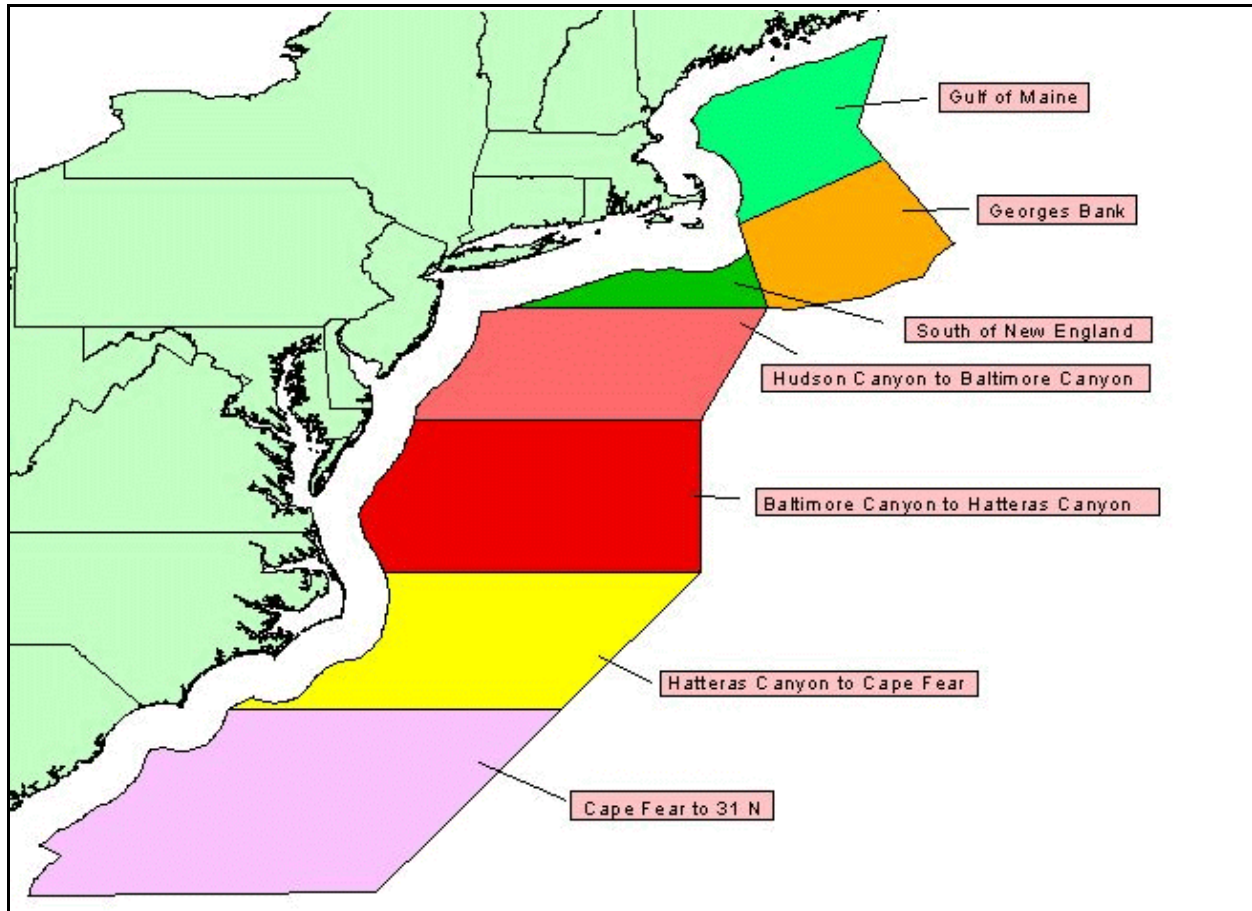 Gulf of Maine
Georges Bank
South of New England
Hudson Canyon to Baltimore Canyon
Baltimore Canyon to Hatteras Canyon
Hatteras Canyon to Cape Fear
Cape Fear to 31 N